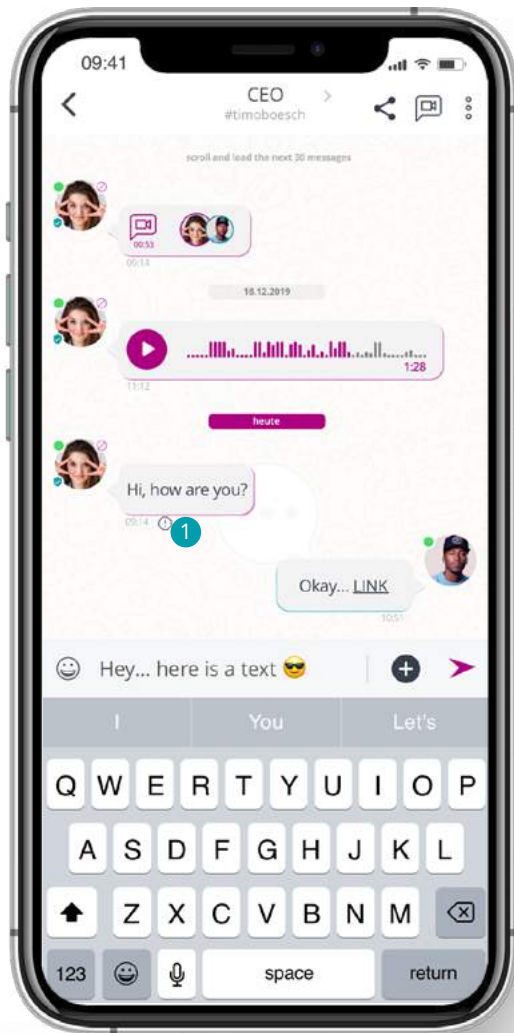 09:41
CEO
#timoboesch
scroll and load the next 30 messages
00:53
09:14
18.12.2019
1:28
11:12
heute
Hi, how are you?
09:14
1
Okay... LINK
10:51
Hey... here is a text 😎
I You Let's
Q W E R T Y U I O P
A S D F G H J K L
Z X C V B N M
123 space return